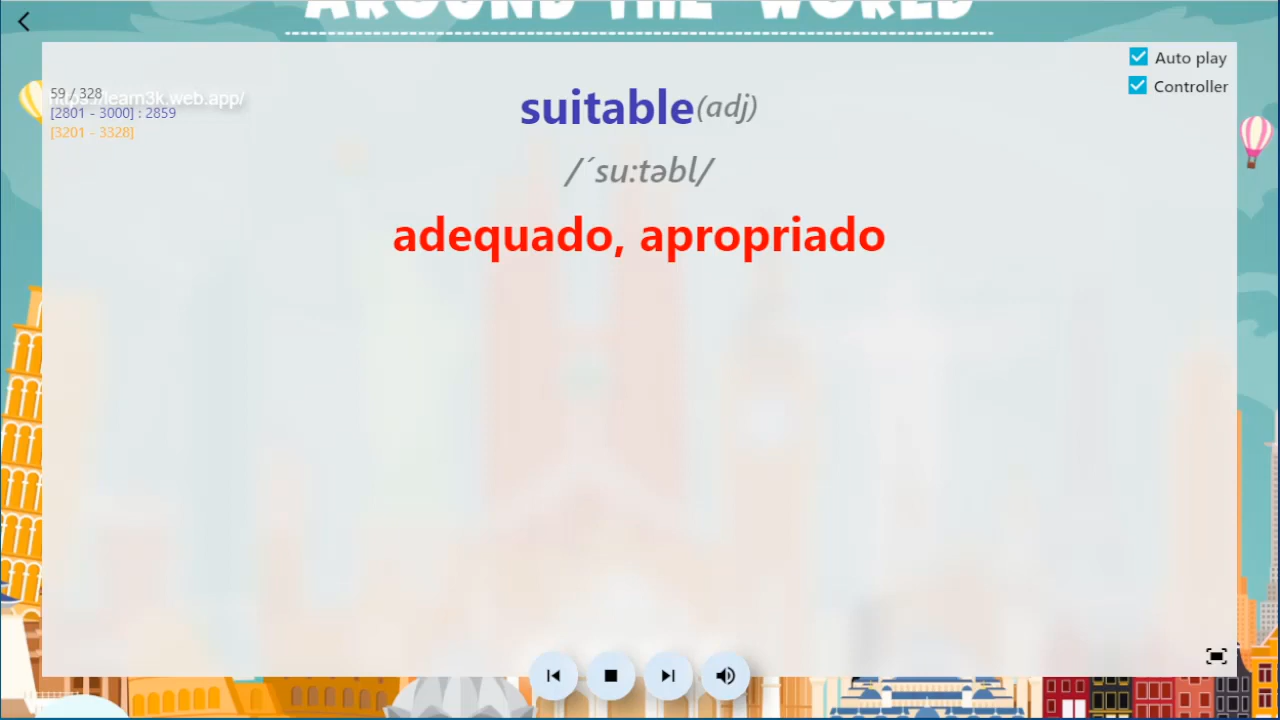 AROUND THE WORLD
Auto play
Controller
59 / 328
https://learn3k.web.app/
[2801 - 3000] : 2859
[3201 - 3328]
suitable(adj)
/´su:təbl/
adequado, apropriado